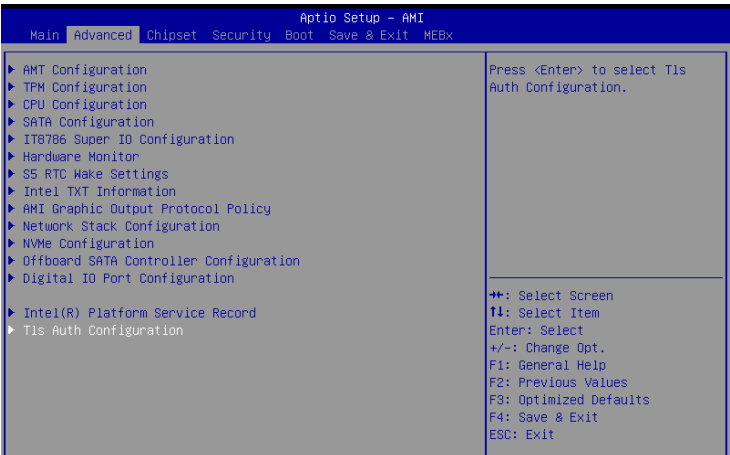 Aptio Setup – AMI
Main Advanced Chipset Security Boot Save & Exit MEBx
AMT Configuration
TPM Configuration
CPU Configuration
SATA Configuration
IT8786 Super IO Configuration
Hardware Monitor
S5 RTC Wake Settings
Intel TXT Information
AMI Graphic Output Protocol Policy
Network Stack Configuration
NVMe Configuration
Offboard SATA Controller Configuration
Digital IO Port Configuration
Intel(R) Platform Service Record
Tls Auth Configuration
Press <Enter> to select Tls
Auth Configuration.
→←: Select Screen
↑↓: Select Item
Enter: Select
+/-: Change Opt.
F1: General Help
F2: Previous Values
F3: Optimized Defaults
F4: Save & Exit
ESC: Exit